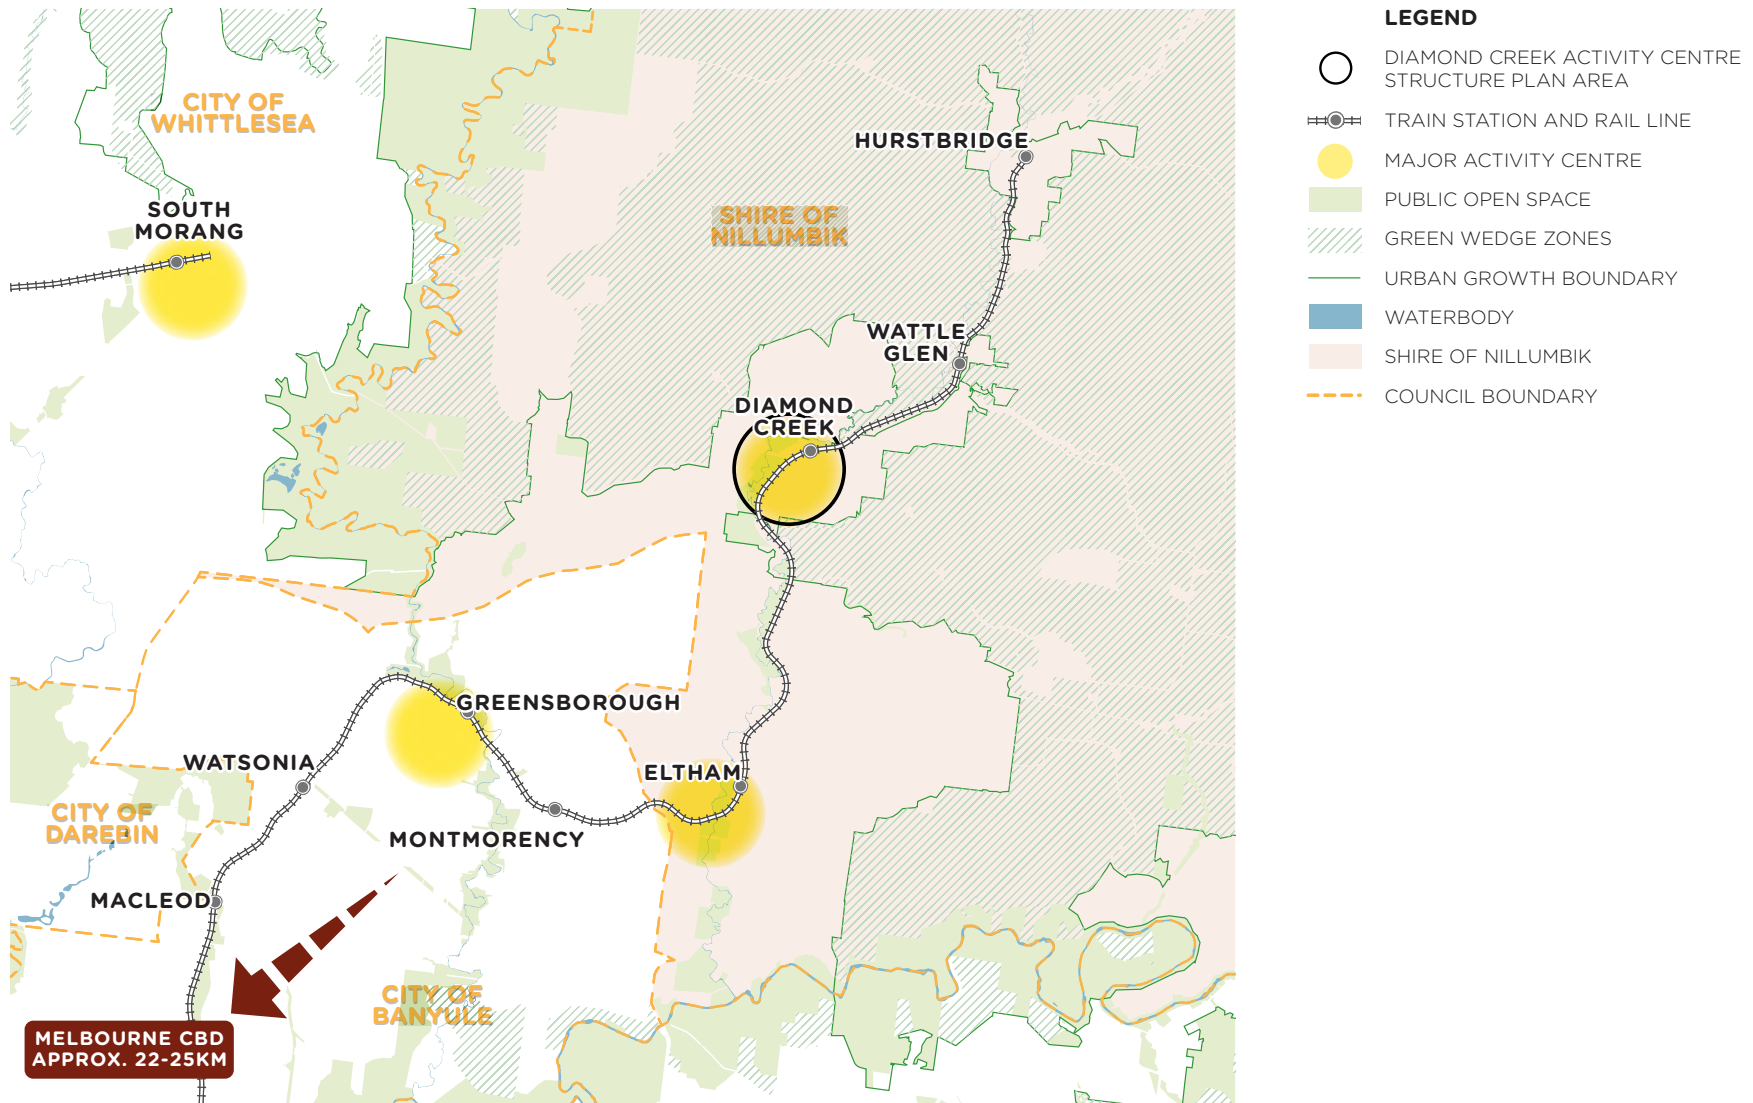 LEGEND
DIAMOND CREEK ACTIVITY CENTRE
STRUCTURE PLAN AREA
TRAIN STATION AND RAIL LINE
MAJOR ACTIVITY CENTRE
PUBLIC OPEN SPACE
GREEN WEDGE ZONES
URBAN GROWTH BOUNDARY
WATERBODY
SHIRE OF NILLUMBIK
COUNCIL BOUNDARY
CITY OF
WHITTLESEA
HURSTBRIDGE
SOUTH
MORANG
SHIRE OF
NILLUMBIK
WATTLE
GLEN
DIAMOND
CREEK
GREENSBOROUGH
WATSONIA
ELTHAM
CITY OF
DAREBIN
MONTMORENCY
MACLEOD
CITY OF
BANYULE
MELBOURNE CBD
APPROX. 22-25KM